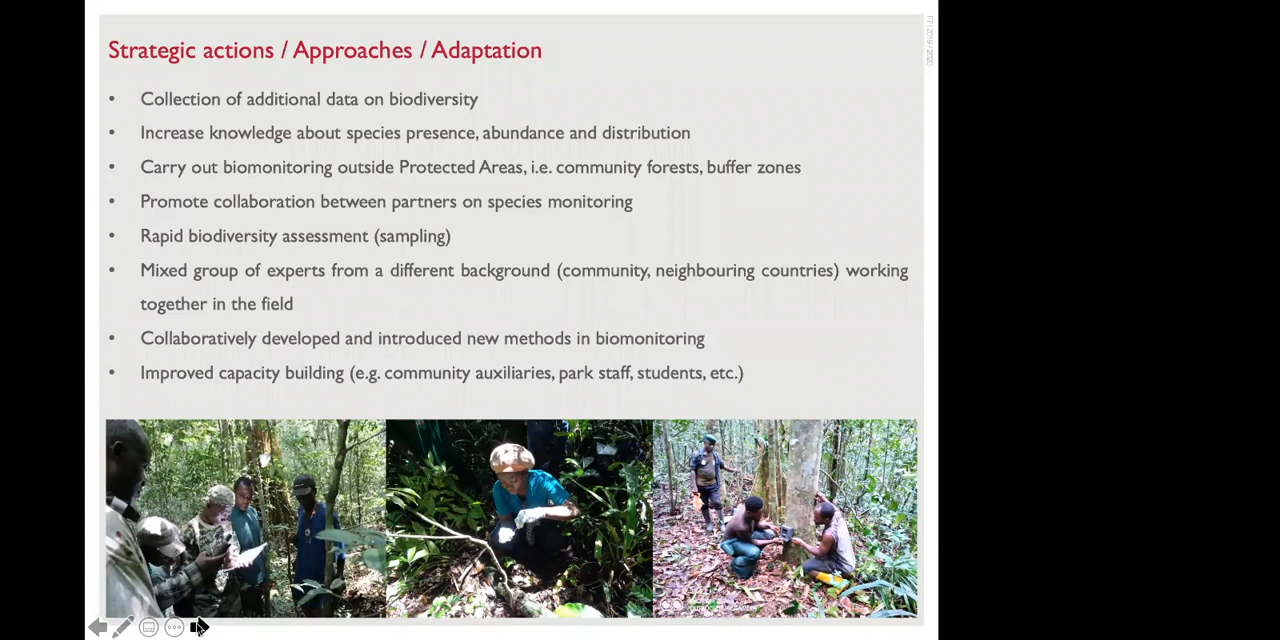 Strategic actions / Approaches / Adaptation
• Collection of additional data on biodiversity
• Increase knowledge about species presence, abundance and distribution
• Carry out biomonitoring outside Protected Areas, i.e. community forests, buffer zones
• Promote collaboration between partners on species monitoring
• Rapid biodiversity assessment (sampling)
• Mixed group of experts from a different background (community, neighbouring countries) working
together in the field
• Collaboratively developed and introduced new methods in biomonitoring
• Improved capacity building (e.g. community auxiliaries, park staff, students, etc.)